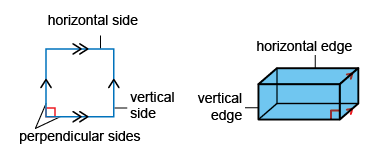 horizontal side
vertical
side
perpendicular sides
horizontal edge
vertical
edge